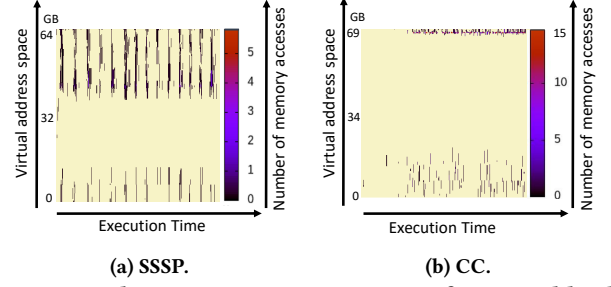 GB
64
32
0
Virtual address space
Execution Time
5
4
3
2
1
0
Number of memory accesses
(a) SSSP.
GB
69
34
0
Virtual address space
Execution Time
15
10
5
0
Number of memory accesses
(b) CC.